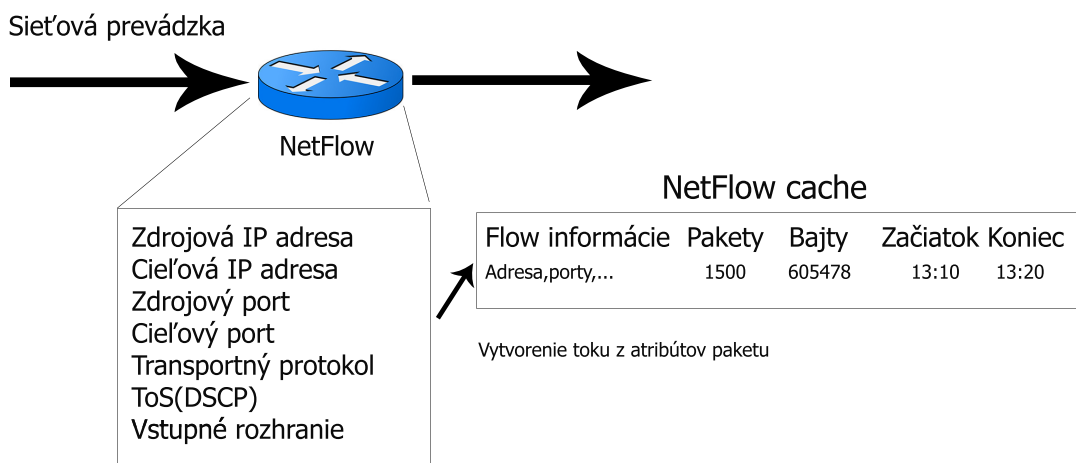 Sieťová prevádzka
NetFlow
NetFlow cache
Zdrojová IP adresa
Cieľová IP adresa
Zdrojový port
Cieľový port
Transportný protokol
ToS(DSCP)
Vstupné rozhranie
Flow informácie Pakety Bajty Začiatok Koniec
Adresa,porty,... 1500 605478 13:10 13:20
Vytvorenie toku z atribútov paketu